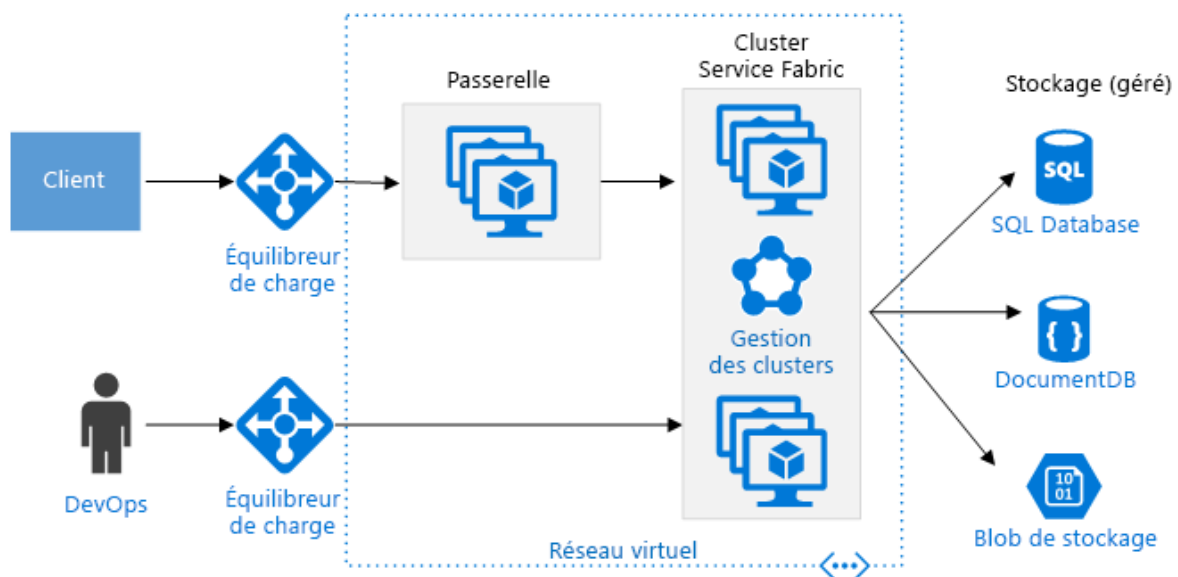 Cluster
Service Fabric
Passerelle
Stockage (géré)
Client
SQL
SQL Database
Équilibreur
de charge
Gestion
des clusters
{ }
DocumentDB
DevOps
Équilibreur
de charge
10
01
Blob de stockage
Réseau virtuel